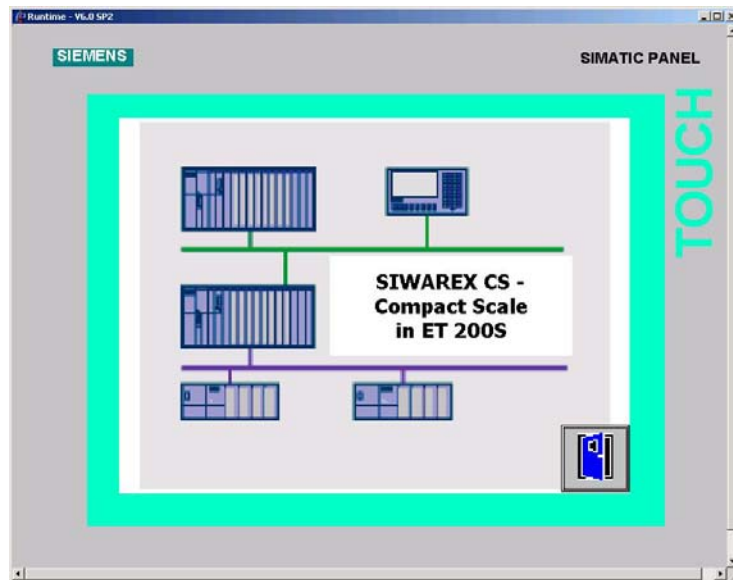 Runtime - V6.0 SP2
SIEMENS
SIMATIC PANEL
TOUCH
SIWAREX CS -
Compact Scale
in ET 200S